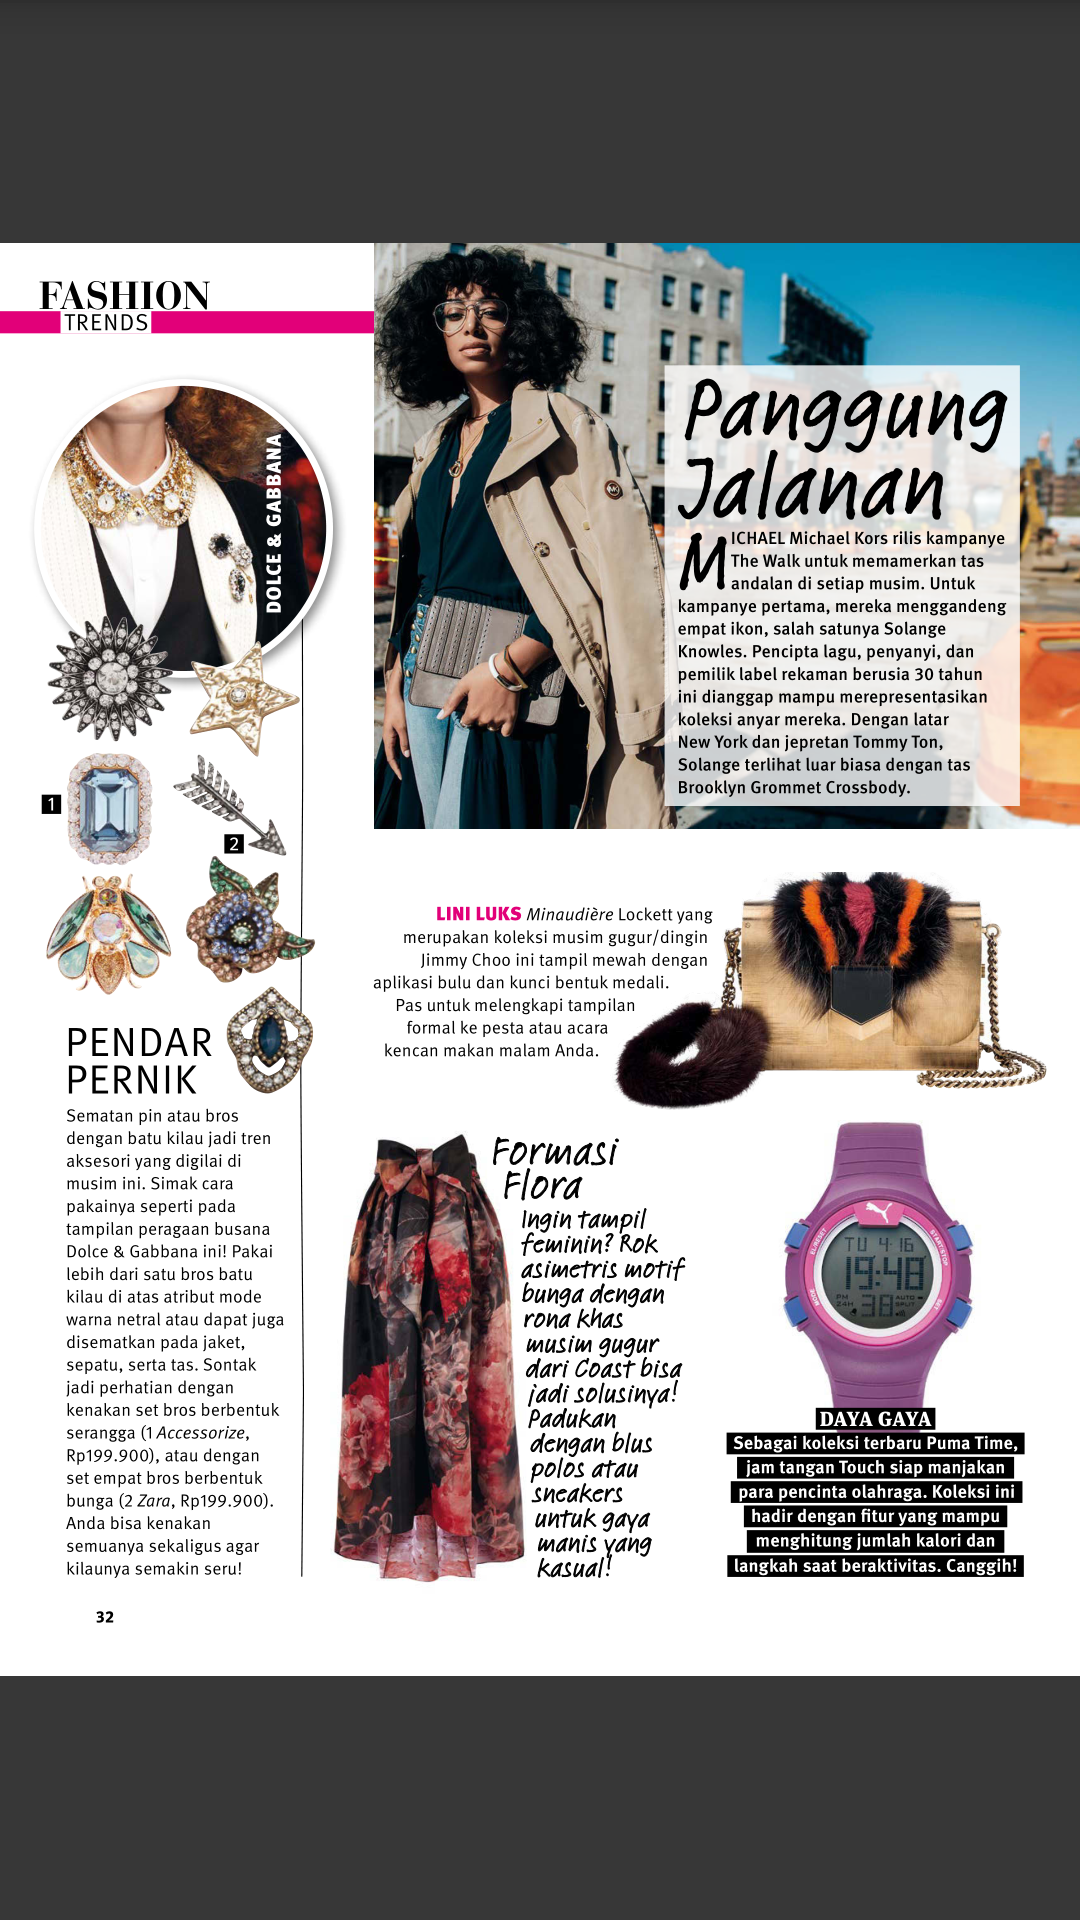 FASHION
TRENDS
DOLCE & GABBANA
1
2
PENDAR
PERNIK
Sematan pin atau bros
dengan batu kilau jadi tren
aksesori yang digilai di
musim ini. Simak cara
pakainya seperti pada
tampilan peragaan busana
Dolce & Gabbana ini! Pakai
lebih dari satu bros batu
kilau di atas atribut mode
warna netral atau dapat juga
disematkan pada jaket,
sepatu, serta tas. Sontak
jadi perhatian dengan
kenakan set bros berbentuk
serangga (1 Accessorize,
Rp199.900), atau dengan
set empat bros berbentuk
bunga (2 Zara, Rp199.900).
Anda bisa kenakan
semuanya sekaligus agar
kilaunya semakin seru!
Panggung
Jalanan
MICHAEL Michael Kors rilis kampanye
The Walk untuk memamerkan tas
andalan di setiap musim. Untuk
kampanye pertama, mereka menggandeng
empat ikon, salah satunya Solange
Knowles. Pencipta lagu, penyanyi, dan
pemilik label rekaman berusia 30 tahun
ini dianggap mampu merepresentasikan
koleksi anyar mereka. Dengan latar
New York dan jepretan Tommy Ton,
Solange terlihat luar biasa dengan tas
Brooklyn Grommet Crossbody.
LINI LUKS Minaudière Lockett yang
merupakan koleksi musim gugur/dingin
Jimmy Choo ini tampil mewah dengan
aplikasi bulu dan kunci bentuk medali.
Pas untuk melengkapi tampilan
formal ke pesta atau acara
kencan makan malam Anda.
Formasi
Flora
Ingin tampil
feminin? Rok
asimetris motif
bunga dengan
rona khas
musim gugur
dari Coast bisa
jadi solusinya!
Padukan
dengan blus
polos atau
sneakers
untuk gaya
manis yang
kasual!
EL/RESET
START/STOP
MODE
SET
TU 4-16
19:48
PM
24H
38
AUTO
SPLIT
DAYA GAYA
Sebagai koleksi terbaru Puma Time,
jam tangan Touch siap manjakan
para pencinta olahraga. Koleksi ini
hadir dengan fitur yang mampu
menghitung jumlah kalori dan
langkah saat beraktivitas. Canggih!
32